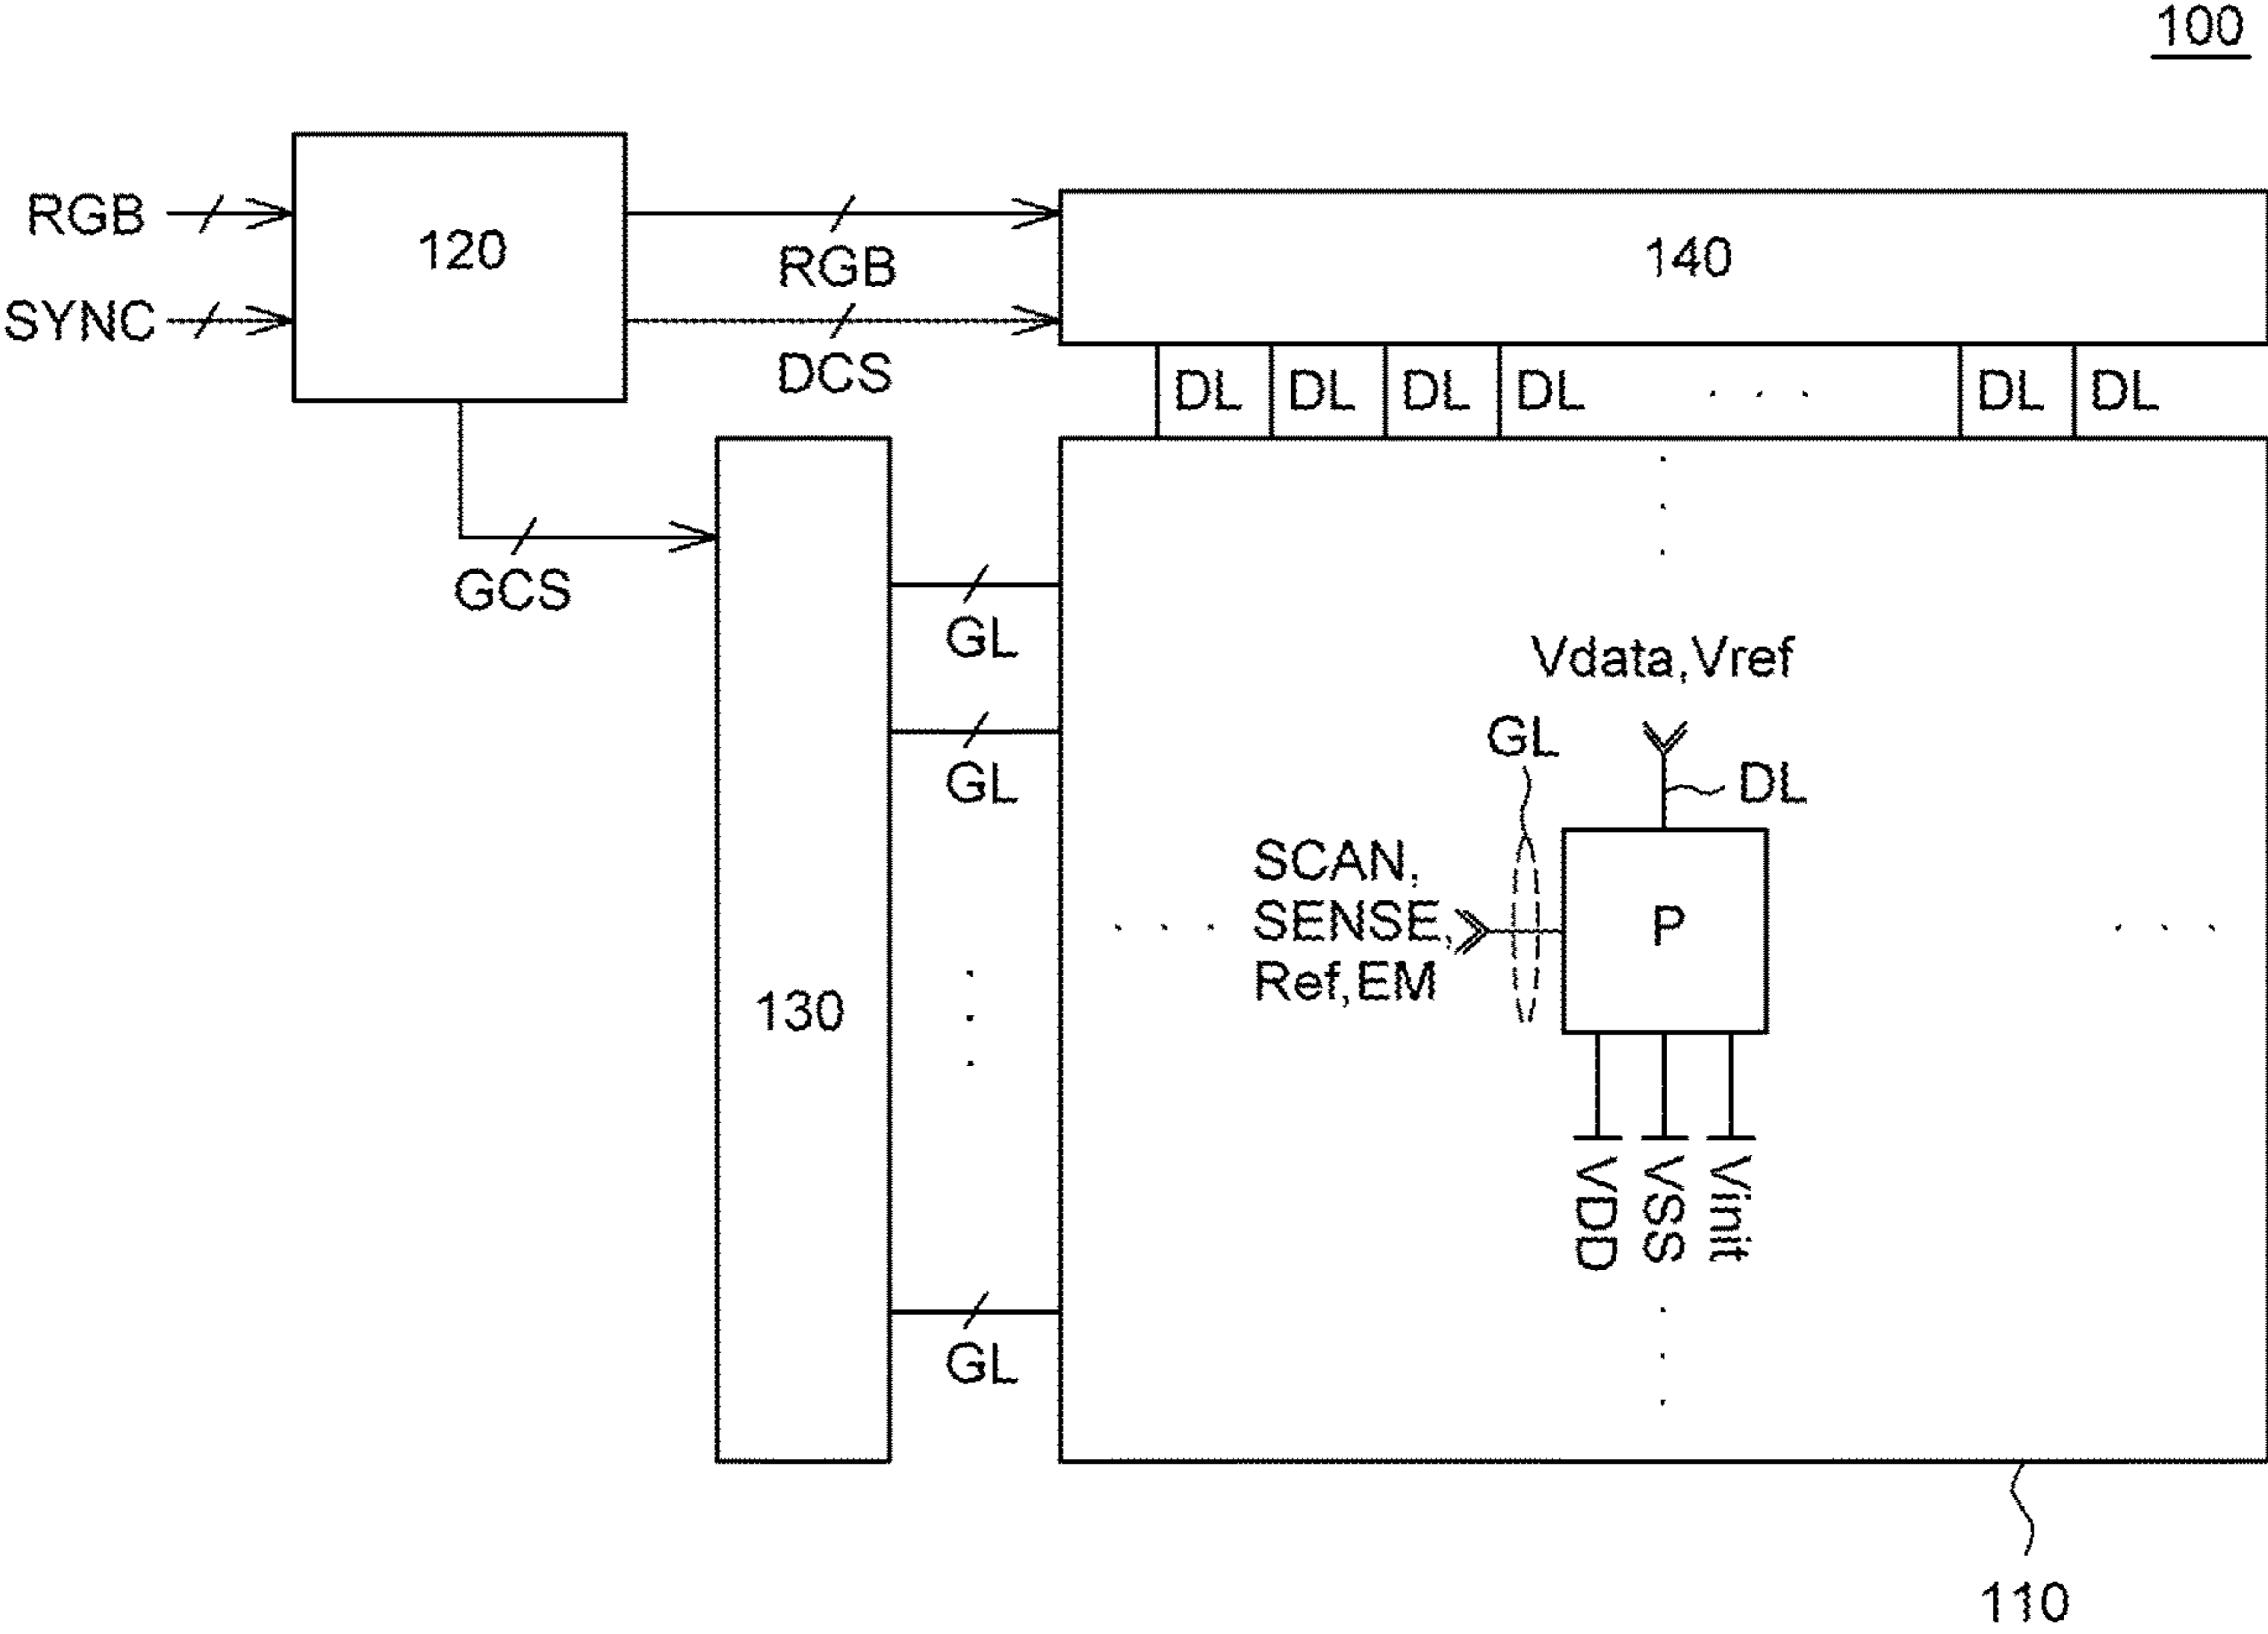 100
RGB
120
RGB
140
SYNC
DCS
DL DL DL DL . . . DL DL
GCS
GL
Vdata,Vref
GL
GL
DL
SCAN,
SENSE,
Ref,EM
P
130
VDD
VSS
Vinit
GL
110